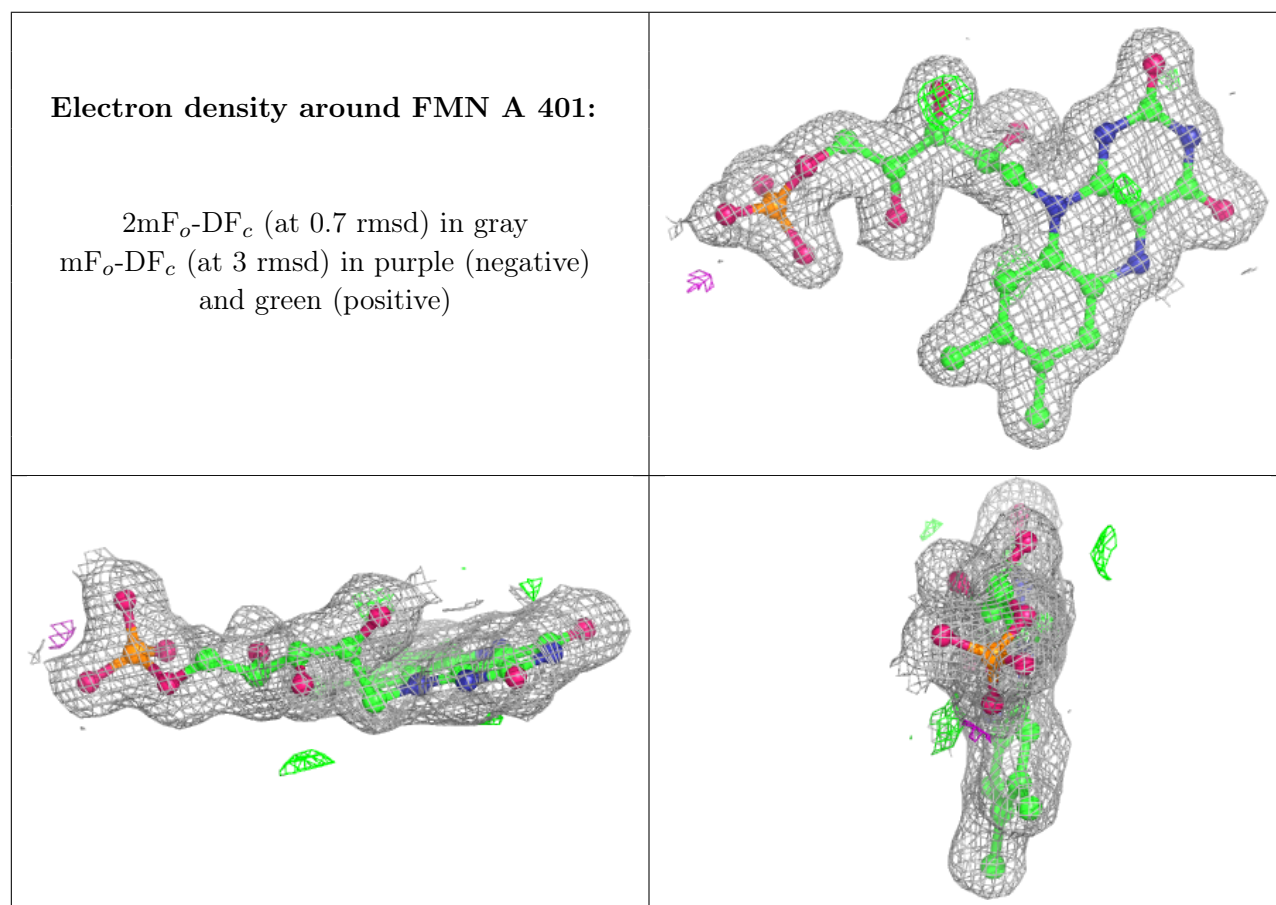 Electron density around FMN A 401:
2mFo-DFc (at 0.7 rmsd) in gray
mFo-DFc (at 3 rmsd) in purple (negative)
and green (positive)